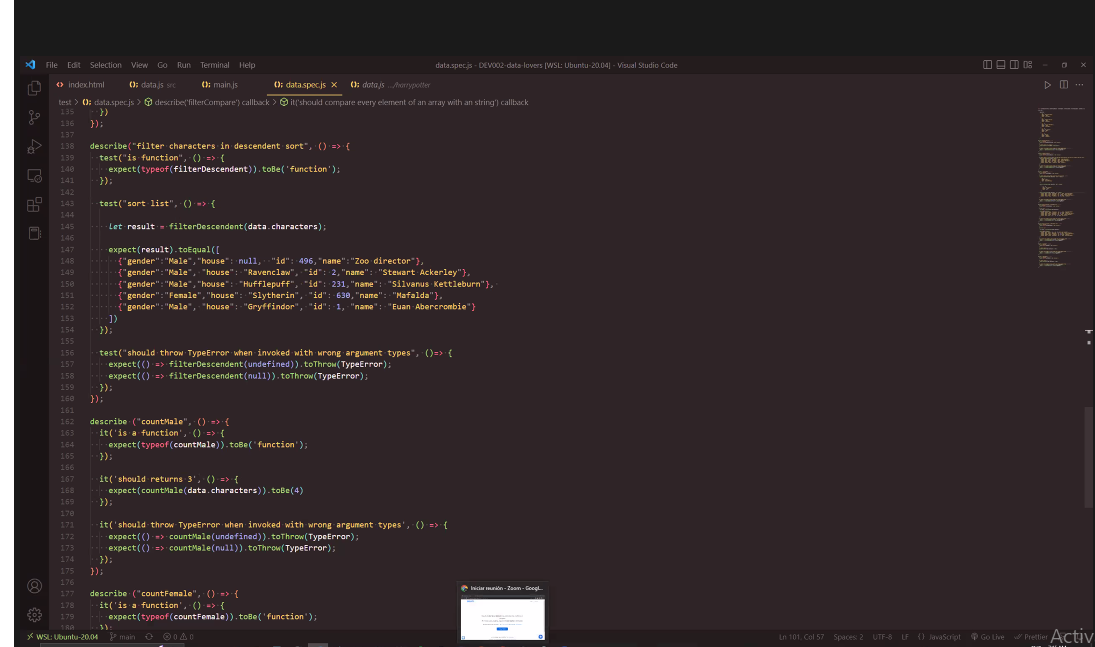 File Edit Selection View Go Run Terminal Help
data.spec.js - DEV002-data-lovers [WSL: Ubuntu-20.04] - Visual Studio Code
index.html
data.js src
main.js
data.spec.js
data.js .../harrypotter
test > data.spec.js > describe('filterCompare') callback > it('should compare every element of an array with an string') callback
135 })
136 });
137
138 describe("filter characters in descendent sort", () => {
139 test("is function", () => {
140 expect(typeof(filterDescendent)).toBe('function');
141 });
142
143 test("sort list", () => {
144
145 let result = filterDescendent(data.characters);
146
147 expect(result).toEqual([
148 {"gender":"Male","house": null, "id": 496,"name":"Zoo director"},
149 {"gender":"Male", "house": "Ravenclaw", "id": 2,"name": "Stewart Ackerley"},
150 {"gender":"Male","house": "Hufflepuff", "id": 231,"name": "Silvanus Kettleburn"},
151 {"gender":"Female","house": "Slytherin", "id": 630,"name": "Mafalda"},
152 {"gender":"Male", "house": "Gryffindor", "id": 1, "name": "Euan Abercrombie"}
153 ])
154 });
155
156 test("should throw TypeError when invoked with wrong argument types", ()=> {
157 expect(() => filterDescendent(undefined)).toThrow(TypeError);
158 expect(() => filterDescendent(null)).toThrow(TypeError);
159 });
160 });
161
162 describe ("countMale", () => {
163 it('is a function', () => {
164 expect(typeof(countMale)).toBe('function');
165 });
166
167 it('should returns 3', () => {
168 expect(countMale(data.characters)).toBe(4)
169 });
170
171 it('should throw TypeError when invoked with wrong argument types', () => {
172 expect(() => countMale(undefined)).toThrow(TypeError);
173 expect(() => countMale(null)).toThrow(TypeError);
174 });
175 });
176
177 describe ("countFemale", () => {
178 it('is a function', () => {
179 expect(typeof(countFemale)).toBe('function');
180 });
Iniciar reunión - Zoom - Googl...
WSL: Ubuntu-20.04 main 0 0
Ln 101, Col 57 Spaces: 2 UTF-8 LF {} JavaScript Go Live Prettier
Activ